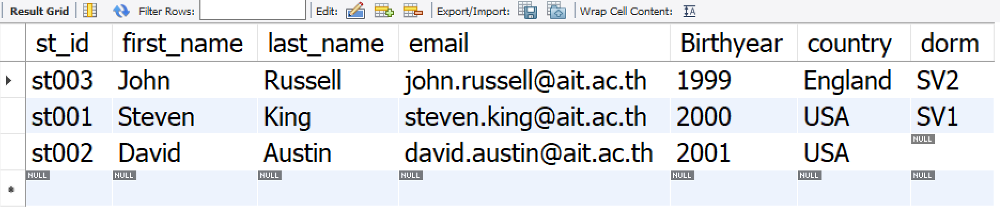 Result Grid Filter Rows: Edit: Export/Import: Wrap Cell Content: A
st_id first_name last_name email Birthyear country dorm
st003 John Russell john.russell@ait.ac.th 1999 England SV2
st001 Steven King steven.king@ait.ac.th 2000 USA SV1
st002 David Austin david.austin@ait.ac.th 2001 USA NULL
NULL NULL NULL NULL NULL NULL NULL